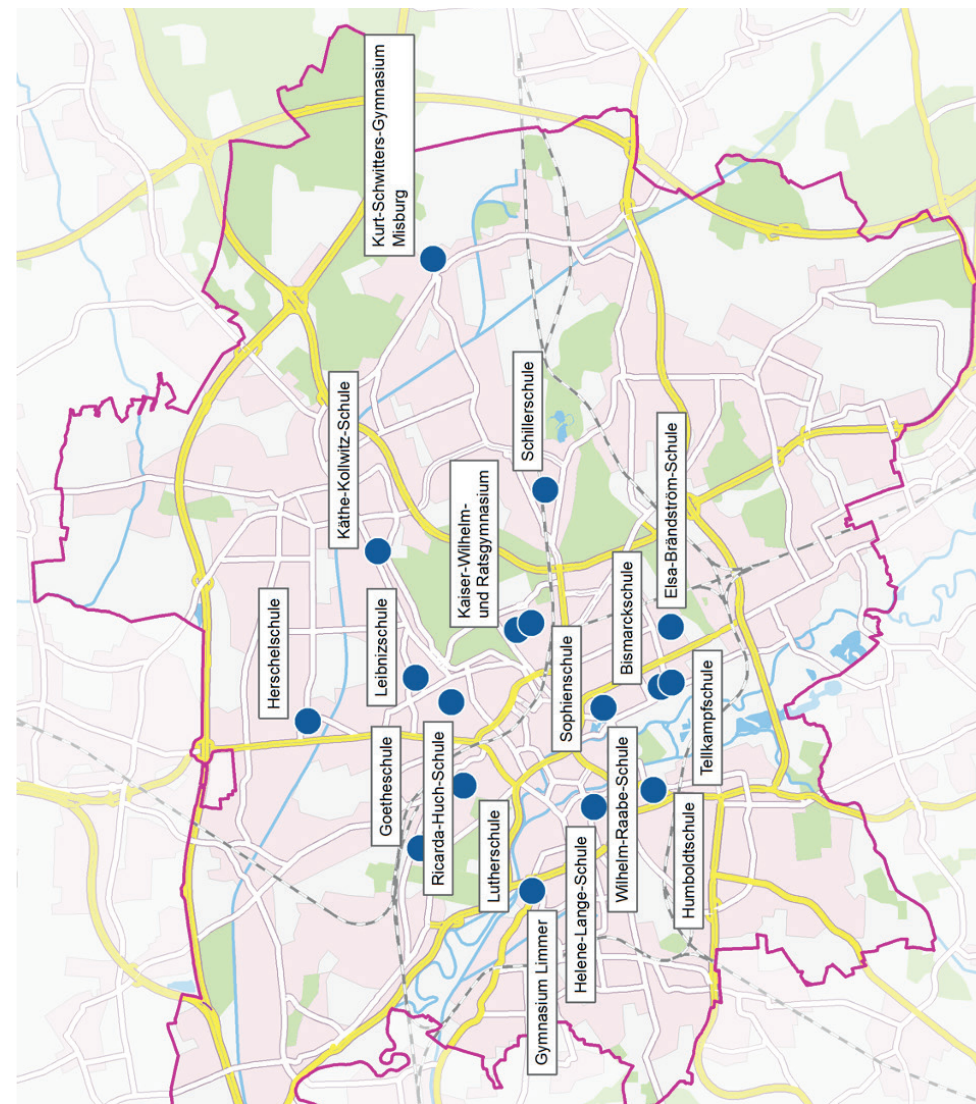 Kurt-Schwitters-Gymnasium
Misburg
Käthe-Kollwitz-Schule
Schillerschule
Kaiser-Wilhelm-
und Ratsgymnasium
Herschelschule
Leibnizschule
Elsa-Brändström-Schule
Bismarckschule
Sophienschule
Goetheschule
Ricarda-Huch-Schule
Tellkampfschule
Lutherschule
Wilhelm-Raabe-Schule
Humboldtschule
Helene-Lange-Schule
Gymnasium Limmer